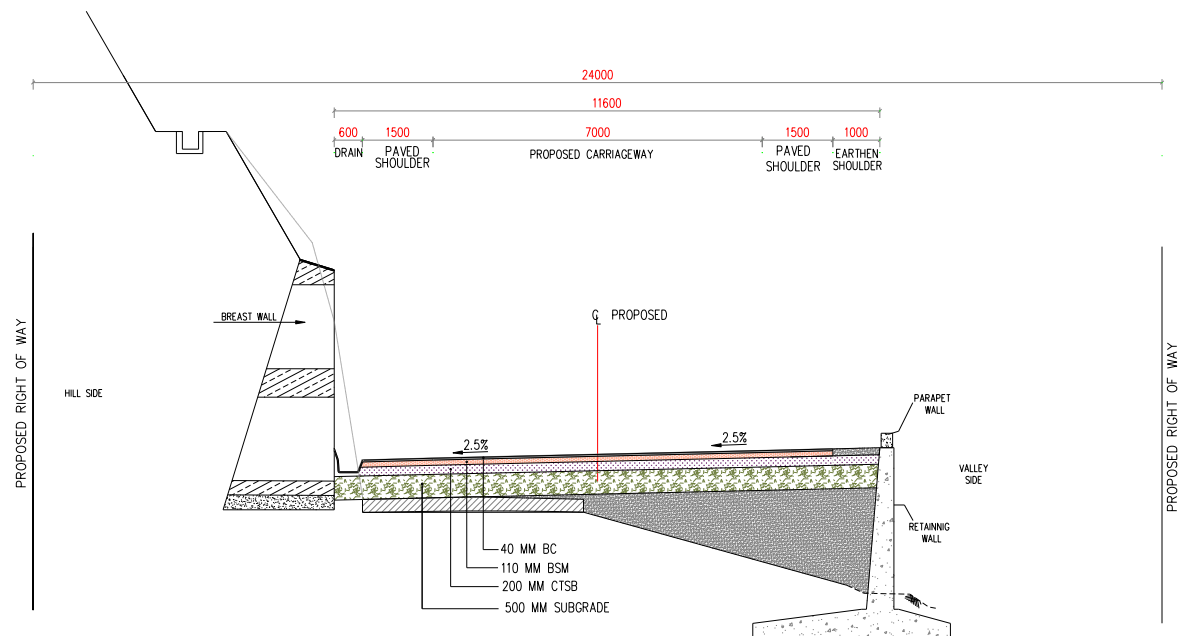 24000
11600
600
1500
7000
1500
1000
DRAIN
PAVED
SHOULDER
PROPOSED CARRIAGEWAY
PAVED
SHOULDER
EARTHEN
SHOULDER
BREAST WALL
℄ PROPOSED
PROPOSED RIGHT OF WAY
HILL SIDE
PARAPET
WALL
PROPOSED RIGHT OF WAY
2.5%
2.5%
VALLEY
SIDE
RETAINNIG
WALL
40 MM BC
110 MM BSM
200 MM CTSB
500 MM SUBGRADE